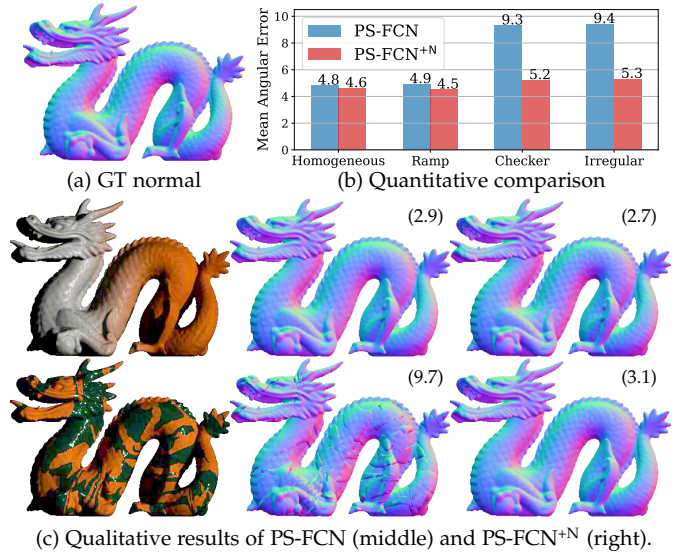 10
8
6
4
2
0
Mean Angular Error
PS-FCN
PS-FCN+N
4.8 4.6 4.9 4.5 9.3 5.2 9.4 5.3
Homogeneous Ramp Checker Irregular
(a) GT normal (b) Quantitative comparison
(2.9) (2.7)
(9.7) (3.1)
(c) Qualitative results of PS-FCN (middle) and PS-FCN+N (right).